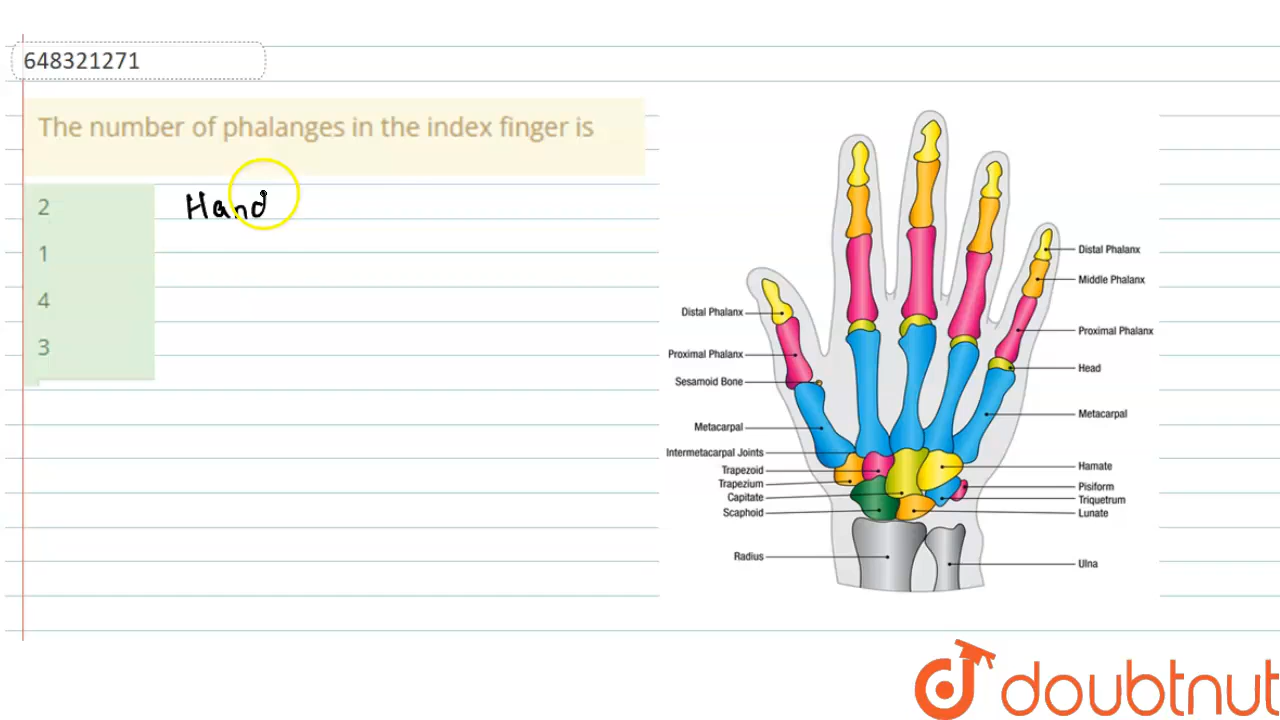 648321271
The number of phalanges in the index finger is
2
Hand
1
4
3
Distal Phalanx
Proximal Phalanx
Sesamoid Bone
Metacarpal
Intermetacarpal Joints
Trapezoid
Trapezium
Capitate
Scaphoid
Radius
Distal Phalanx
Middle Phalanx
Proximal Phalanx
Head
Metacarpal
Hamate
Pisiform
Triquetrum
Lunate
Ulna
doubtnut